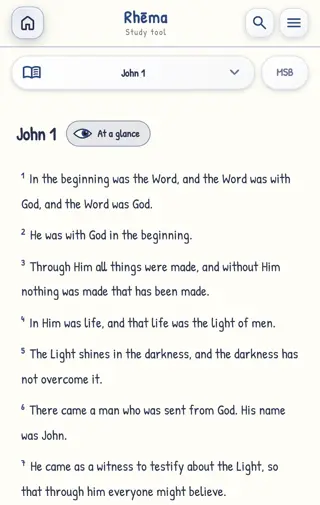 Rhēma
Study tool
John 1
MSB
John 1
At a glance
1 In the beginning was the Word, and the Word was with
God, and the Word was God.
2 He was with God in the beginning.
3 Through Him all things were made, and without Him
nothing was made that has been made.
4 In Him was life, and that life was the light of men.
5 The Light shines in the darkness, and the darkness has
not overcome it.
6 There came a man who was sent from God. His name
was John.
7 He came as a witness to testify about the Light, so
that through him everyone might believe.